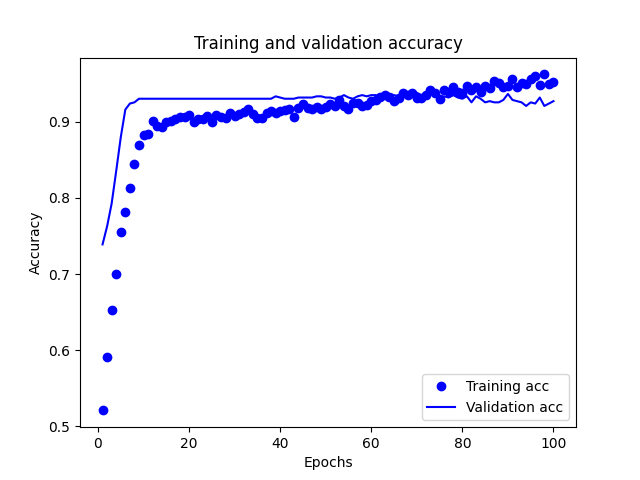 Training and validation accuracy
Accuracy
0.9
0.8
0.7
0.6
0.5
Training acc
Validation acc
0 20 40 60 80 100
Epochs